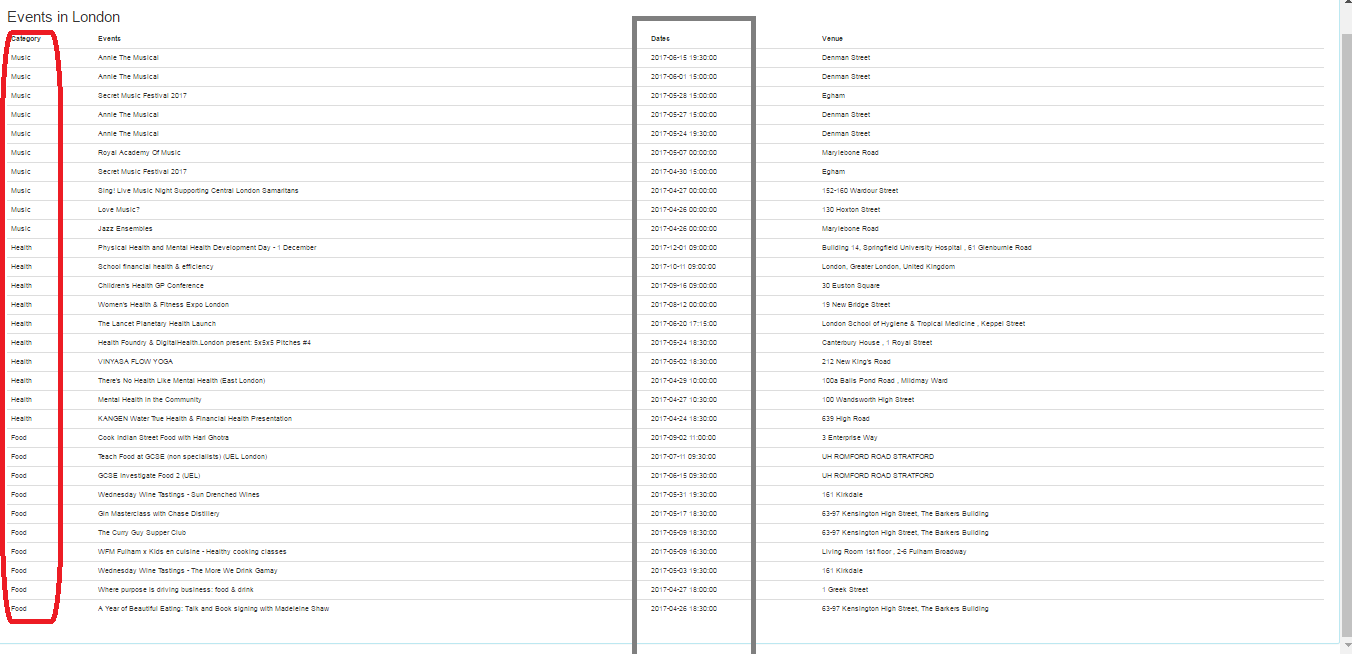 Events in London
Category Events Dates Venue
Music Annie The Musical 2017-06-15 19:30:00 Denman Street
Music Annie The Musical 2017-06-01 15:00:00 Denman Street
Music Secret Music Festival 2017 2017-05-28 15:00:00 Egham
Music Annie The Musical 2017-05-27 15:00:00 Denman Street
Music Annie The Musical 2017-05-24 19:30:00 Denman Street
Music Royal Academy Of Music 2017-05-07 00:00:00 Marylebone Road
Music Secret Music Festival 2017 2017-04-30 15:00:00 Egham
Music Sing! Live Music Night Supporting Central London Samaritans 2017-04-27 00:00:00 152-160 Wardour Street
Music Love Music? 2017-04-26 00:00:00 130 Hoxton Street
Music Jazz Ensembles 2017-04-26 00:00:00 Marylebone Road
Health Physical Health and Mental Health Development Day - 1 December 2017-12-01 09:00:00 Building 14, Springfield University Hospital , 61 Glenburnie Road
Health School financial health & efficiency 2017-10-11 09:00:00 London, Greater London, United Kingdom
Health Children's Health GP Conference 2017-09-16 09:00:00 30 Euston Square
Health Women's Health & Fitness Expo London 2017-08-12 00:00:00 19 New Bridge Street
Health The Lancet Planetary Health Launch 2017-06-20 17:15:00 London School of Hygiene & Tropical Medicine , Keppel Street
Health Health Foundry & DigitalHealth.London present: 5x5x5 Pitches #4 2017-05-24 18:30:00 Canterbury House , 1 Royal Street
Health VINYASA FLOW YOGA 2017-05-02 18:30:00 212 New King's Road
Health There's No Health Like Mental Health (East London) 2017-04-29 10:00:00 100a Balls Pond Road , Mildmay Ward
Health Mental Health in the Community 2017-04-27 10:30:00 100 Wandsworth High Street
Health KANGEN Water True Health & Financial Health Presentation 2017-04-24 18:30:00 639 High Road
Food Cook Indian Street Food with Hari Ghotra 2017-09-02 11:00:00 3 Enterprise Way
Food Teach Food at GCSE (non specialists) (UEL London) 2017-07-11 09:30:00 UH ROMFORD ROAD STRATFORD
Food GCSE Investigate Food 2 (UEL) 2017-06-15 09:30:00 UH ROMFORD ROAD STRATFORD
Food Wednesday Wine Tastings - Sun Drenched Wines 2017-05-31 19:30:00 161 Kirkdale
Food Gin Masterclass with Chase Distillery 2017-05-17 18:30:00 63-97 Kensington High Street, The Barkers Building
Food The Curry Guy Supper Club 2017-05-09 18:30:00 63-97 Kensington High Street, The Barkers Building
Food WFM Fulham x Kids en cuisine - Healthy cooking classes 2017-05-09 16:30:00 Living Room 1st floor , 2-6 Fulham Broadway
Food Wednesday Wine Tastings - The More We Drink Gamay 2017-05-03 19:30:00 161 Kirkdale
Food Where purpose is driving business: food & drink 2017-04-27 18:00:00 1 Greek Street
Food A Year of Beautiful Eating: Talk and Book signing with Madeleine Shaw 2017-04-26 18:30:00 63-97 Kensington High Street, The Barkers Building